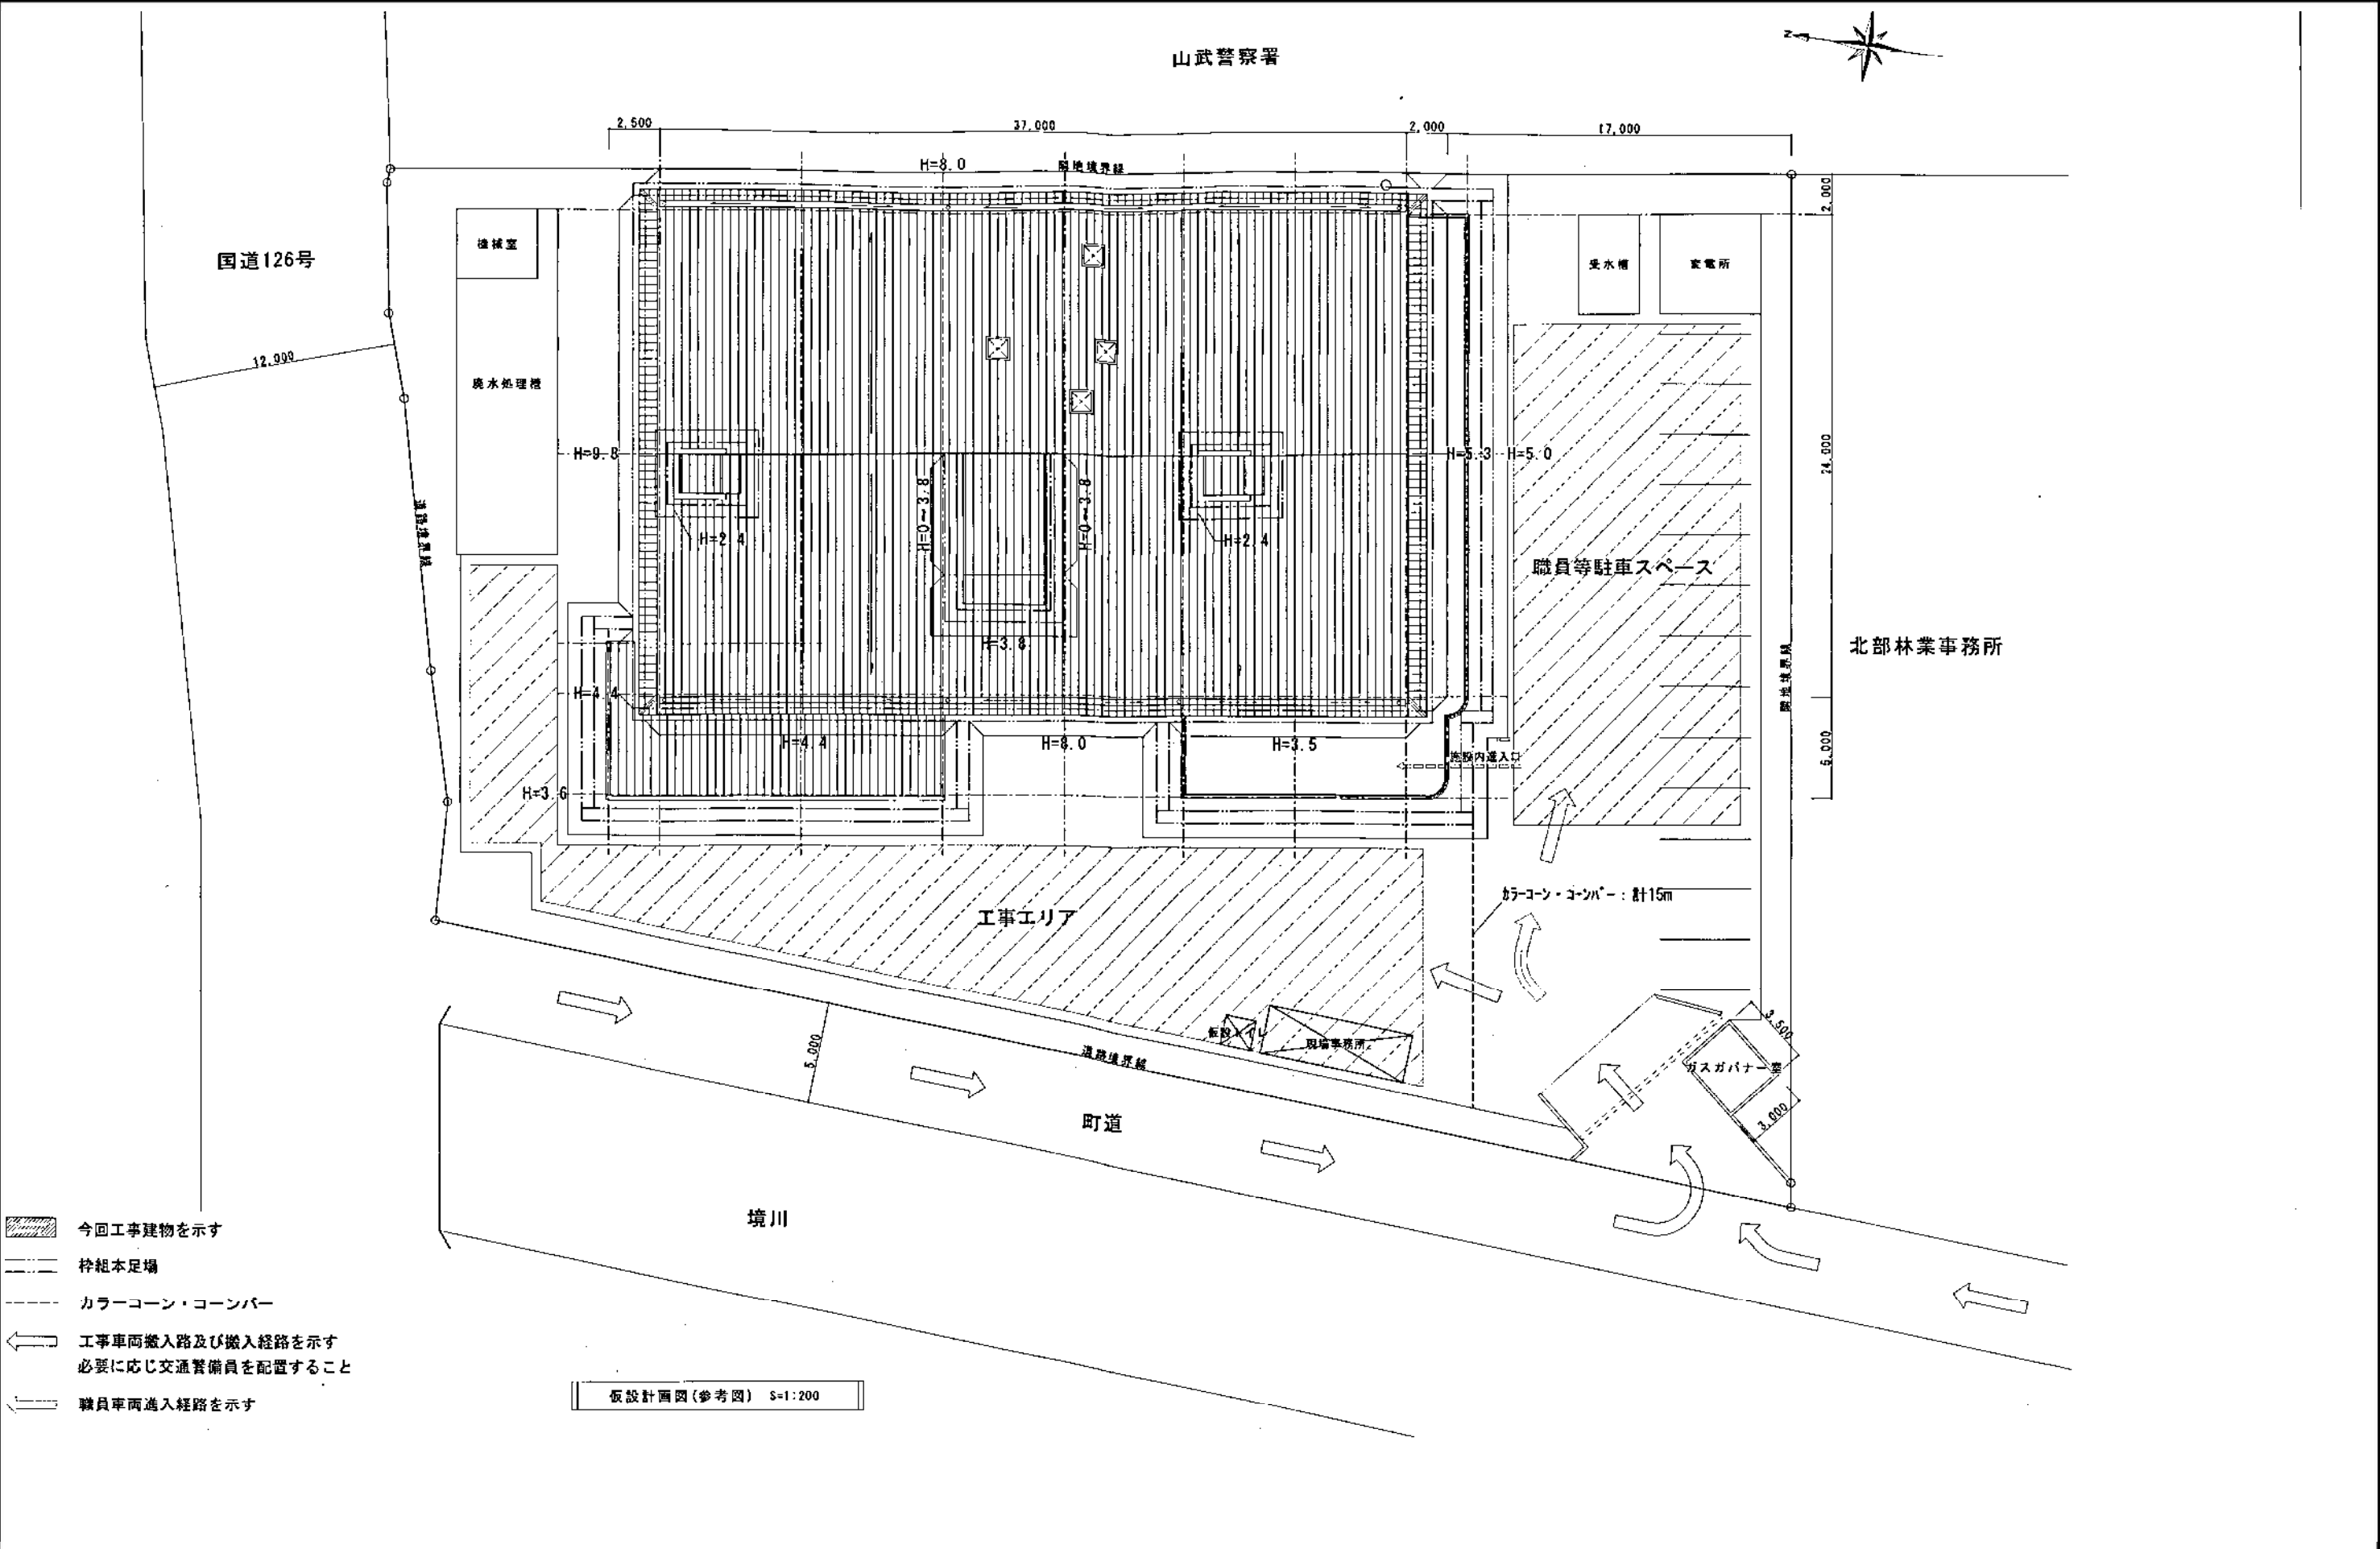 山武警察署
N
2,500
37,000
2,000
17,000
H=8.0
隣地境界線
2,000
国道126号
機械室
受水槽
変電所
12,000
廃水処理槽
H=9.8
H=5.3
H=5.0
24,000
道路境界線
H=0~3.8
H=0~3.8
H=2.4
H=2.4
職員等駐車スペース
H=3.8
北部林業事務所
隣地境界線
H=4.4
H=4.4
H=8.0
H=3.5
施設内進入口
H=3.6
カラーコーン・コーンバー：計15m
工事エリア
仮設トイレ
現場事務所
3,500
ガスガバナー室
3,000
5,000
道路境界線
町道
境川
今回工事建物を示す
枠組本足場
カラーコーン・コーンバー
工事車両搬入路及び搬入経路を示す
必要に応じ交通警備員を配置すること
職員車両進入経路を示す
仮設計画図(参考図) S=1:200